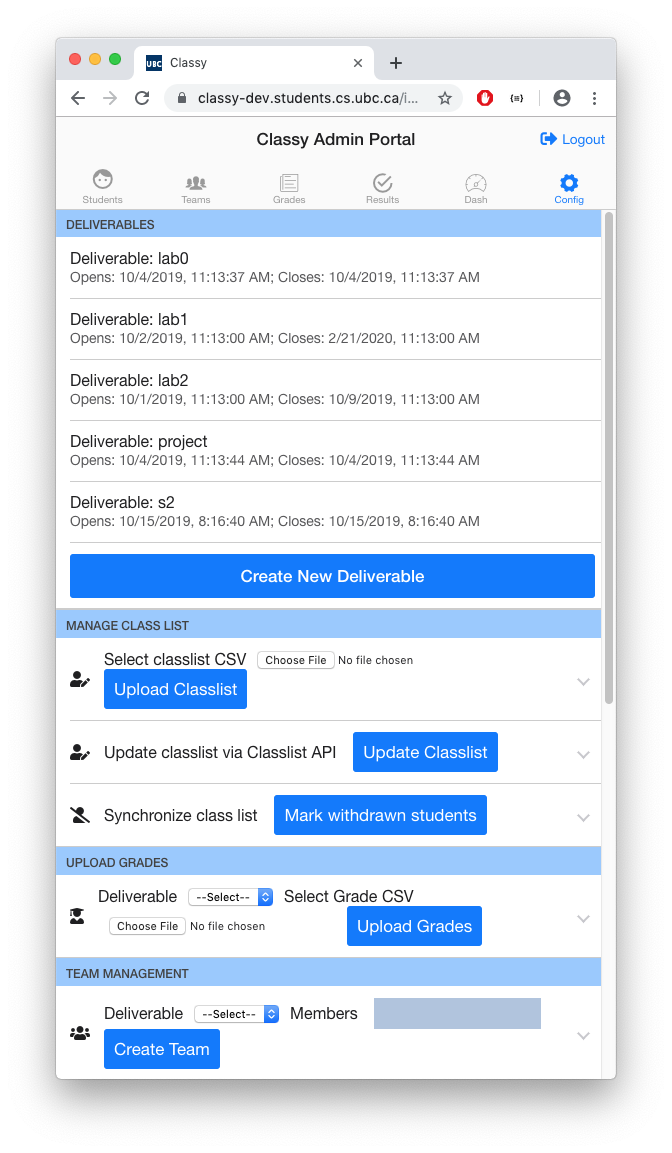 UBC Classy
classy-dev.students.cs.ubc.ca/i...
Classy Admin Portal
Logout
Students Teams Grades Results Dash Config
DELIVERABLES
Deliverable: lab0
Opens: 10/4/2019, 11:13:37 AM; Closes: 10/4/2019, 11:13:37 AM
Deliverable: lab1
Opens: 10/2/2019, 11:13:00 AM; Closes: 2/21/2020, 11:13:00 AM
Deliverable: lab2
Opens: 10/1/2019, 11:13:00 AM; Closes: 10/9/2019, 11:13:00 AM
Deliverable: project
Opens: 10/4/2019, 11:13:44 AM; Closes: 10/4/2019, 11:13:44 AM
Deliverable: s2
Opens: 10/15/2019, 8:16:40 AM; Closes: 10/15/2019, 8:16:40 AM
Create New Deliverable
MANAGE CLASS LIST
Select classlist CSV Choose File No file chosen
Upload Classlist
Update classlist via Classlist API Update Classlist
Synchronize class list Mark withdrawn students
UPLOAD GRADES
Deliverable --Select-- Select Grade CSV
Choose File No file chosen Upload Grades
TEAM MANAGEMENT
Deliverable --Select-- Members
Create Team